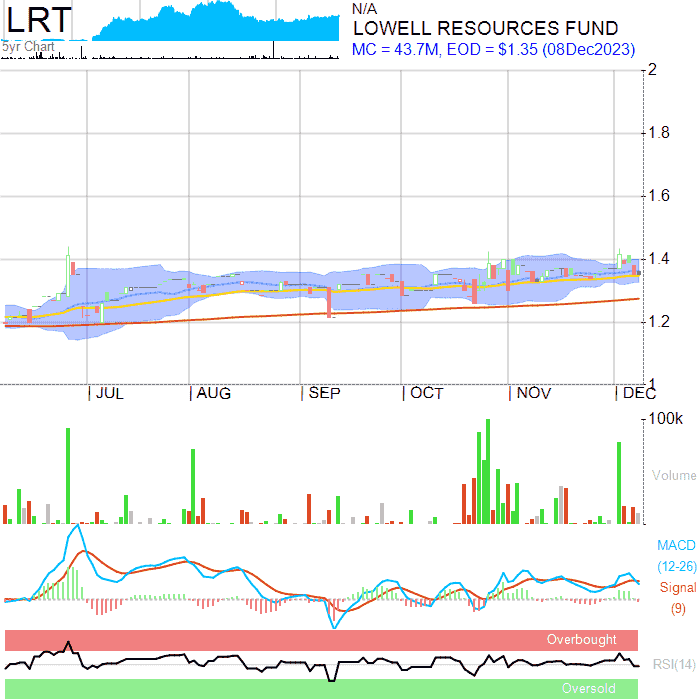 LRT
5yr Chart
N/A
LOWELL RESOURCES FUND
MC = 43.7M, EOD = $1.35 (08Dec2023)
2
1.8
1.6
1.4
1.2
1
JUL AUG SEP OCT NOV DEC
100k
Volume
MACD
(12-26)
Signal
(9)
Overbought
RSI(14)
Oversold